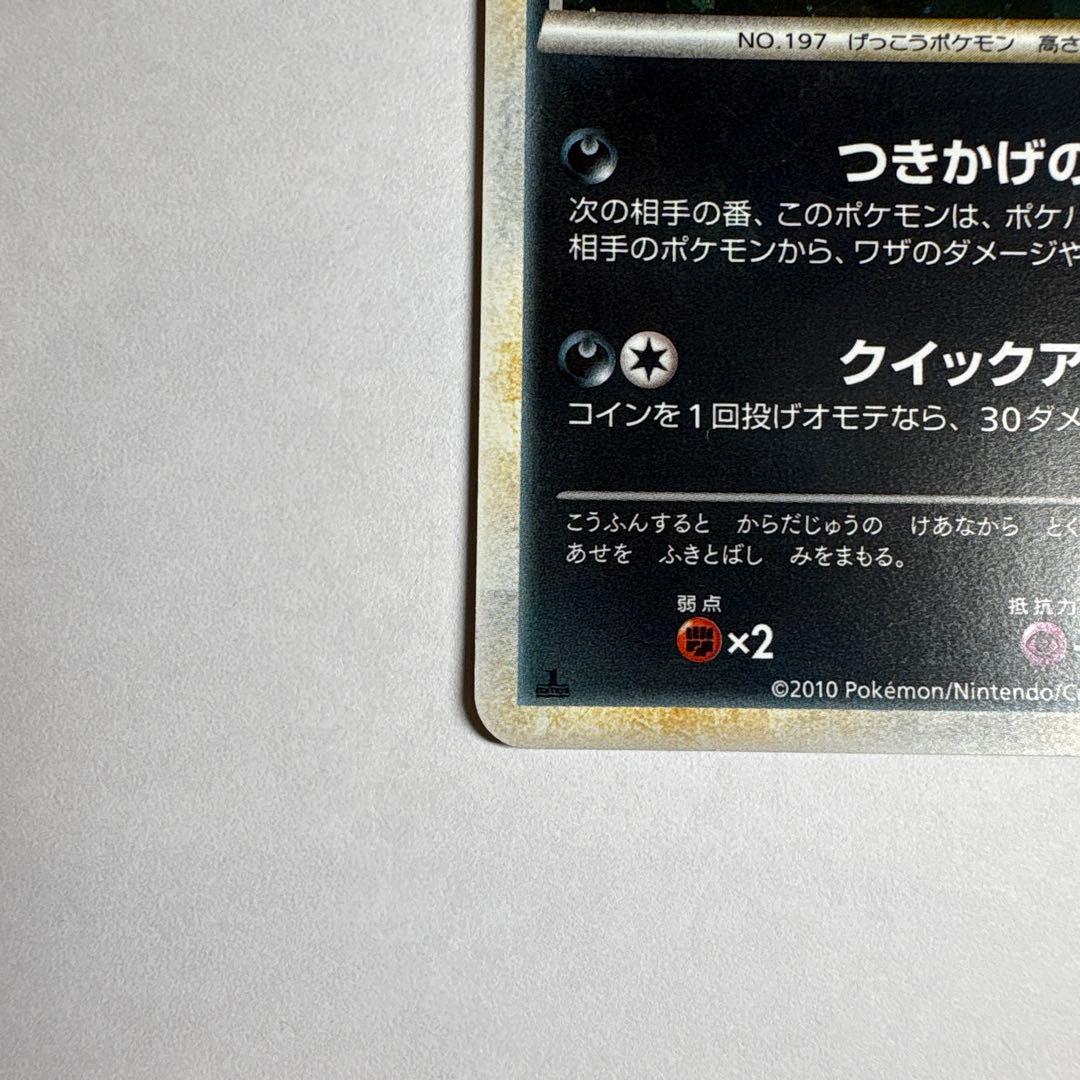 NO.197 げっこうポケモン 高さ
つきかげの
次の相手の番、このポケモンは、ポケ
相手のポケモンから、ワザのダメージや
クイックア
コインを1回投げオモテなら、30ダメ
こうふんすると からだじゅうの けあなから とく
あせを ふきとばし みをまもる。
弱点 抵抗力
×2
1
©2010 Pokémon/Nintendo/C